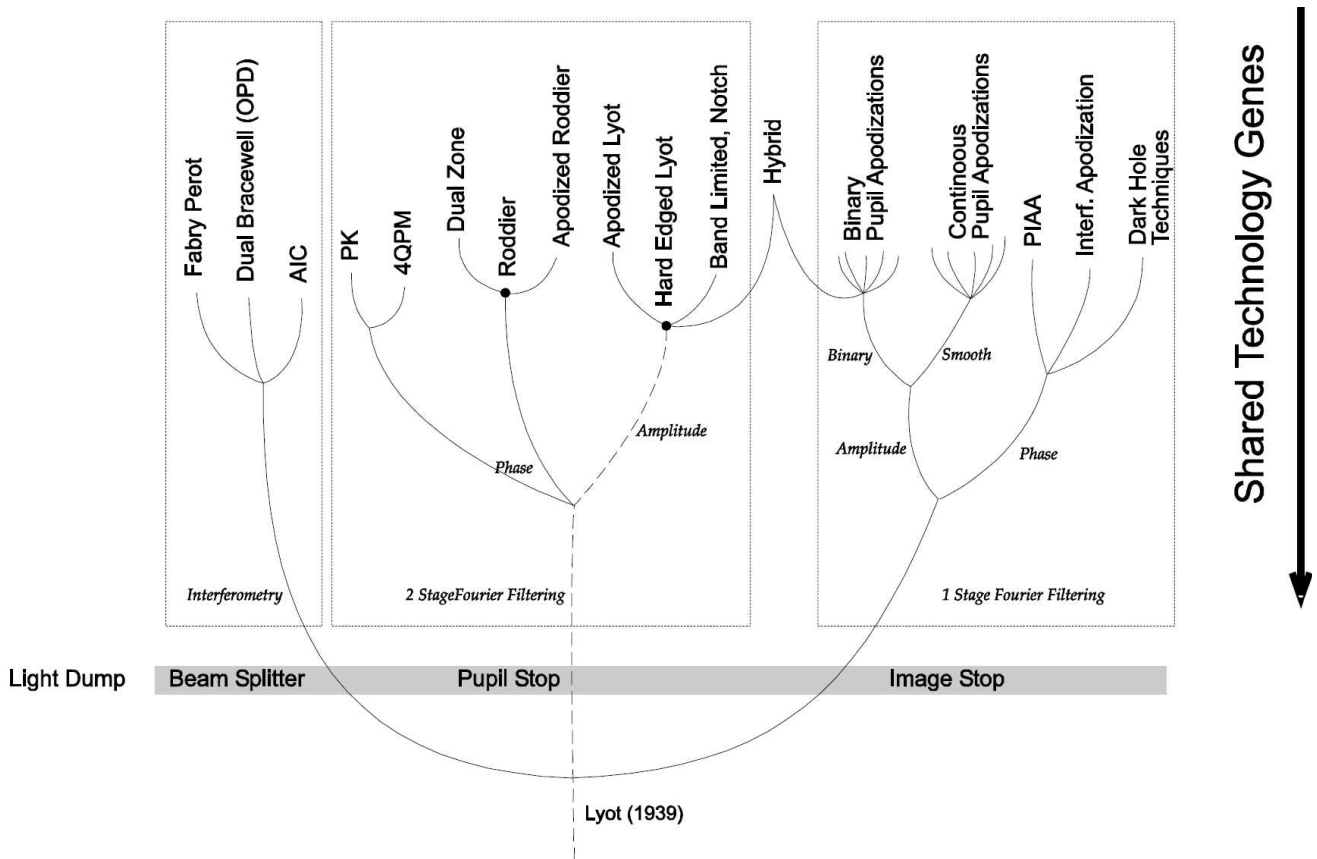 Fabry Perot
Dual Bracewell (OPD)
AIC
PK
4QPM
Dual Zone
Roddier
Apodized Roddier
Apodized Lyot
Hard Edged Lyot
Band Limited, Notch
Hybrid
Binary
Pupil Apodizations
Continoous
Pupil Apodizations
PIAA
Interf. Apodization
Dark Hole
Techniques
Shared Technology Genes
Binary
Smooth
Amplitude
Phase
Amplitude
Phase
Interferometry
2 StageFourier Filtering
1 Stage Fourier Filtering
Light Dump
Beam Splitter
Pupil Stop
Image Stop
Lyot (1939)